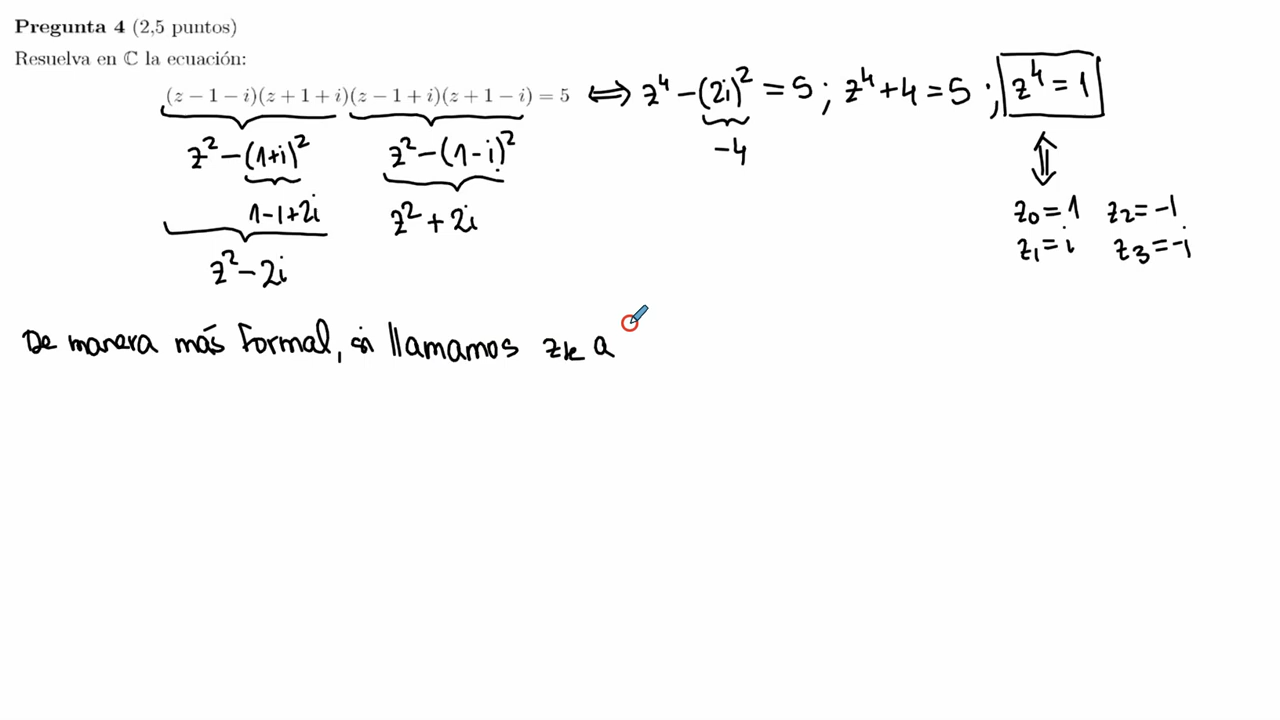 Pregunta 4 (2,5 puntos)
Resuelva en ℂ la ecuación:
(z − 1 − i)(z + 1 + i)(z − 1 + i)(z + 1 − i) = 5 ⟺ z⁴ − (2i)² = 5 ; z⁴ + 4 = 5 ; z⁴ = 1
−4
z² − (1+i)² z² − (1−i)²
1−1+2i z² + 2i
z² − 2i
⇕
z₀ = 1 z₂ = −1
z₁ = i z₃ = −i
De manera más formal, si llamamos zₖ a